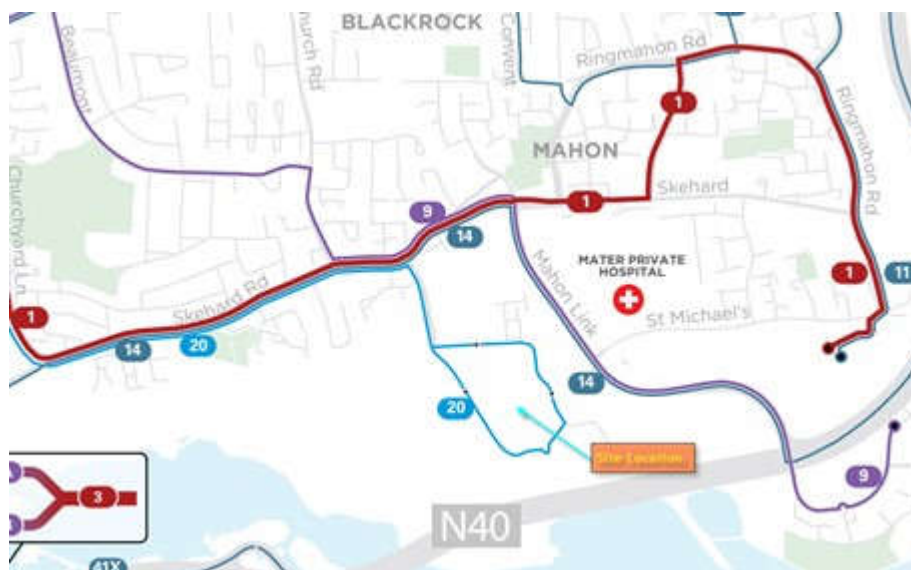 BLACKROCK
Beaumont
Church Rd
Convent
Ringmahon Rd
1
MAHON
Ringmahon Rd
Churchyard Ln
Skehard
1
9
14
Mahon Link
MATER PRIVATE
HOSPITAL
1
11
Skehard Rd
St Michael's
1
14
20
14
20
Site Location
3
9
N40
41X